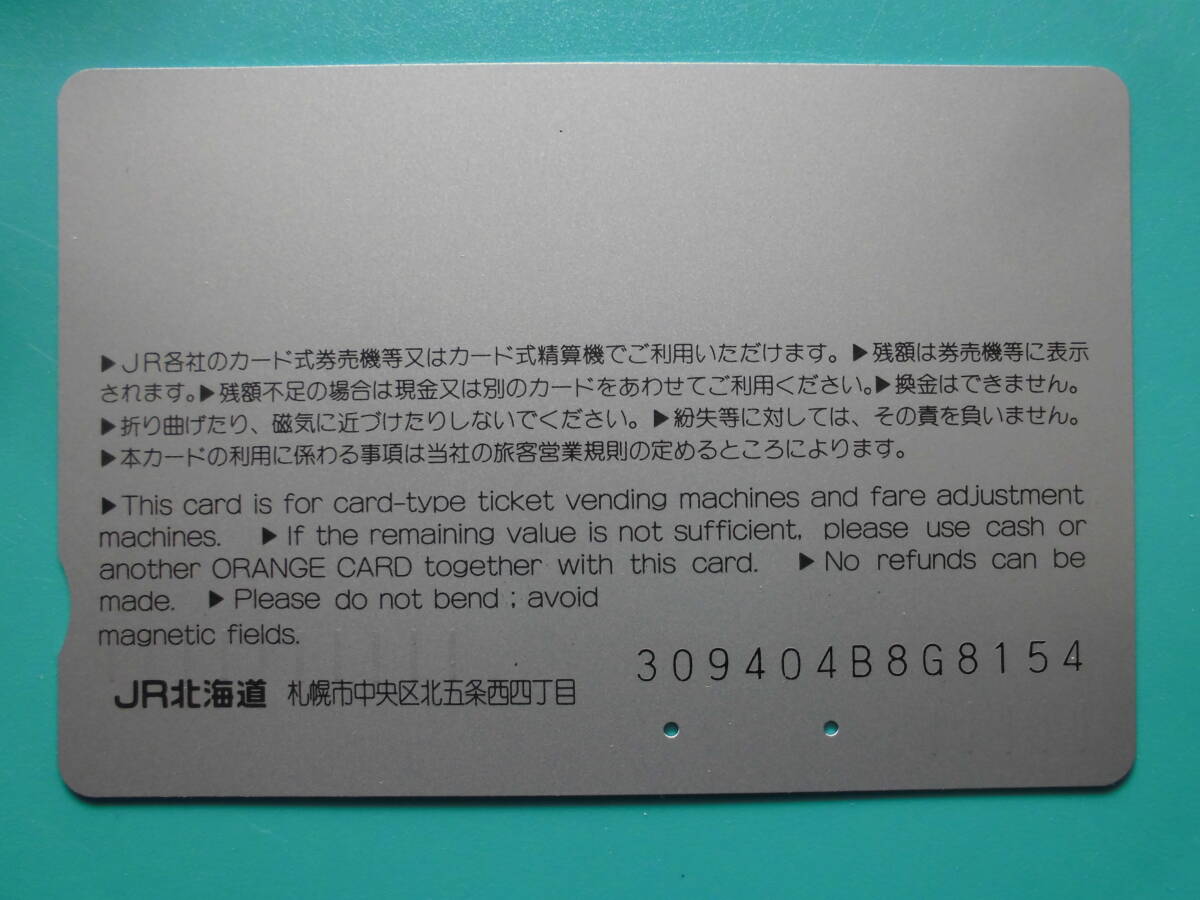 ▶JR各社のカード式券売機等又はカード式精算機でご利用いただけます。▶残額は券売機等に表示
されます。▶残額不足の場合は現金又は別のカードをあわせてご利用ください。▶換金はできません。
▶折り曲げたり、磁気に近づけたりしないでください。▶紛失等に対しては、その責を負いません。
▶本カードの利用に係わる事項は当社の旅客営業規則の定めるところによります。
▶This card is for card-type ticket vending machines and fare adjustment
machines. ▶If the remaining value is not sufficient, please use cash or
another ORANGE CARD together with this card. ▶No refunds can be
made. ▶Please do not bend; avoid
magnetic fields.
309404B8G8154
JR北海道 札幌市中央区北五条西四丁目